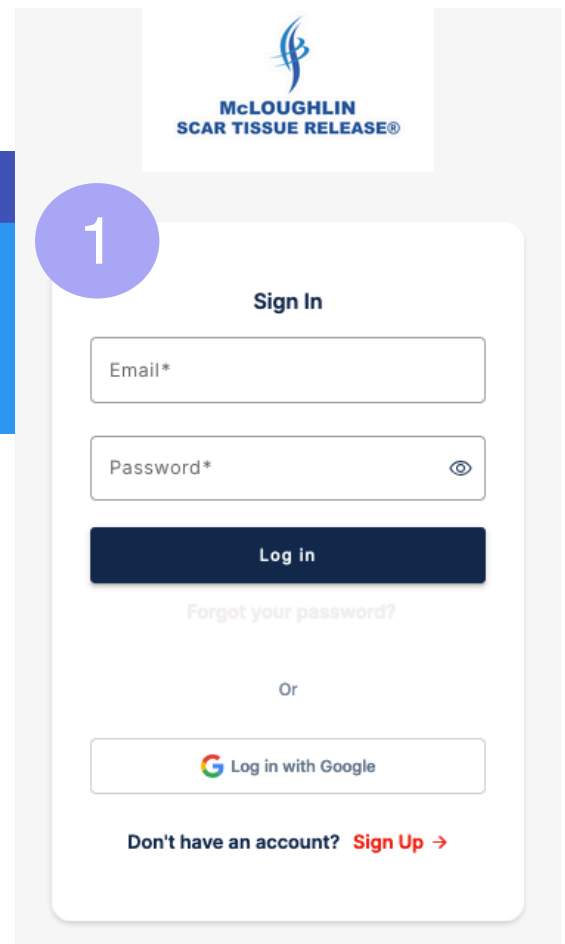 McLOUGHLIN
SCAR TISSUE RELEASE®
1
Sign In
Email*
Password*
Log in
Forgot your password?
Or
Log in with Google
Don't have an account? Sign Up →